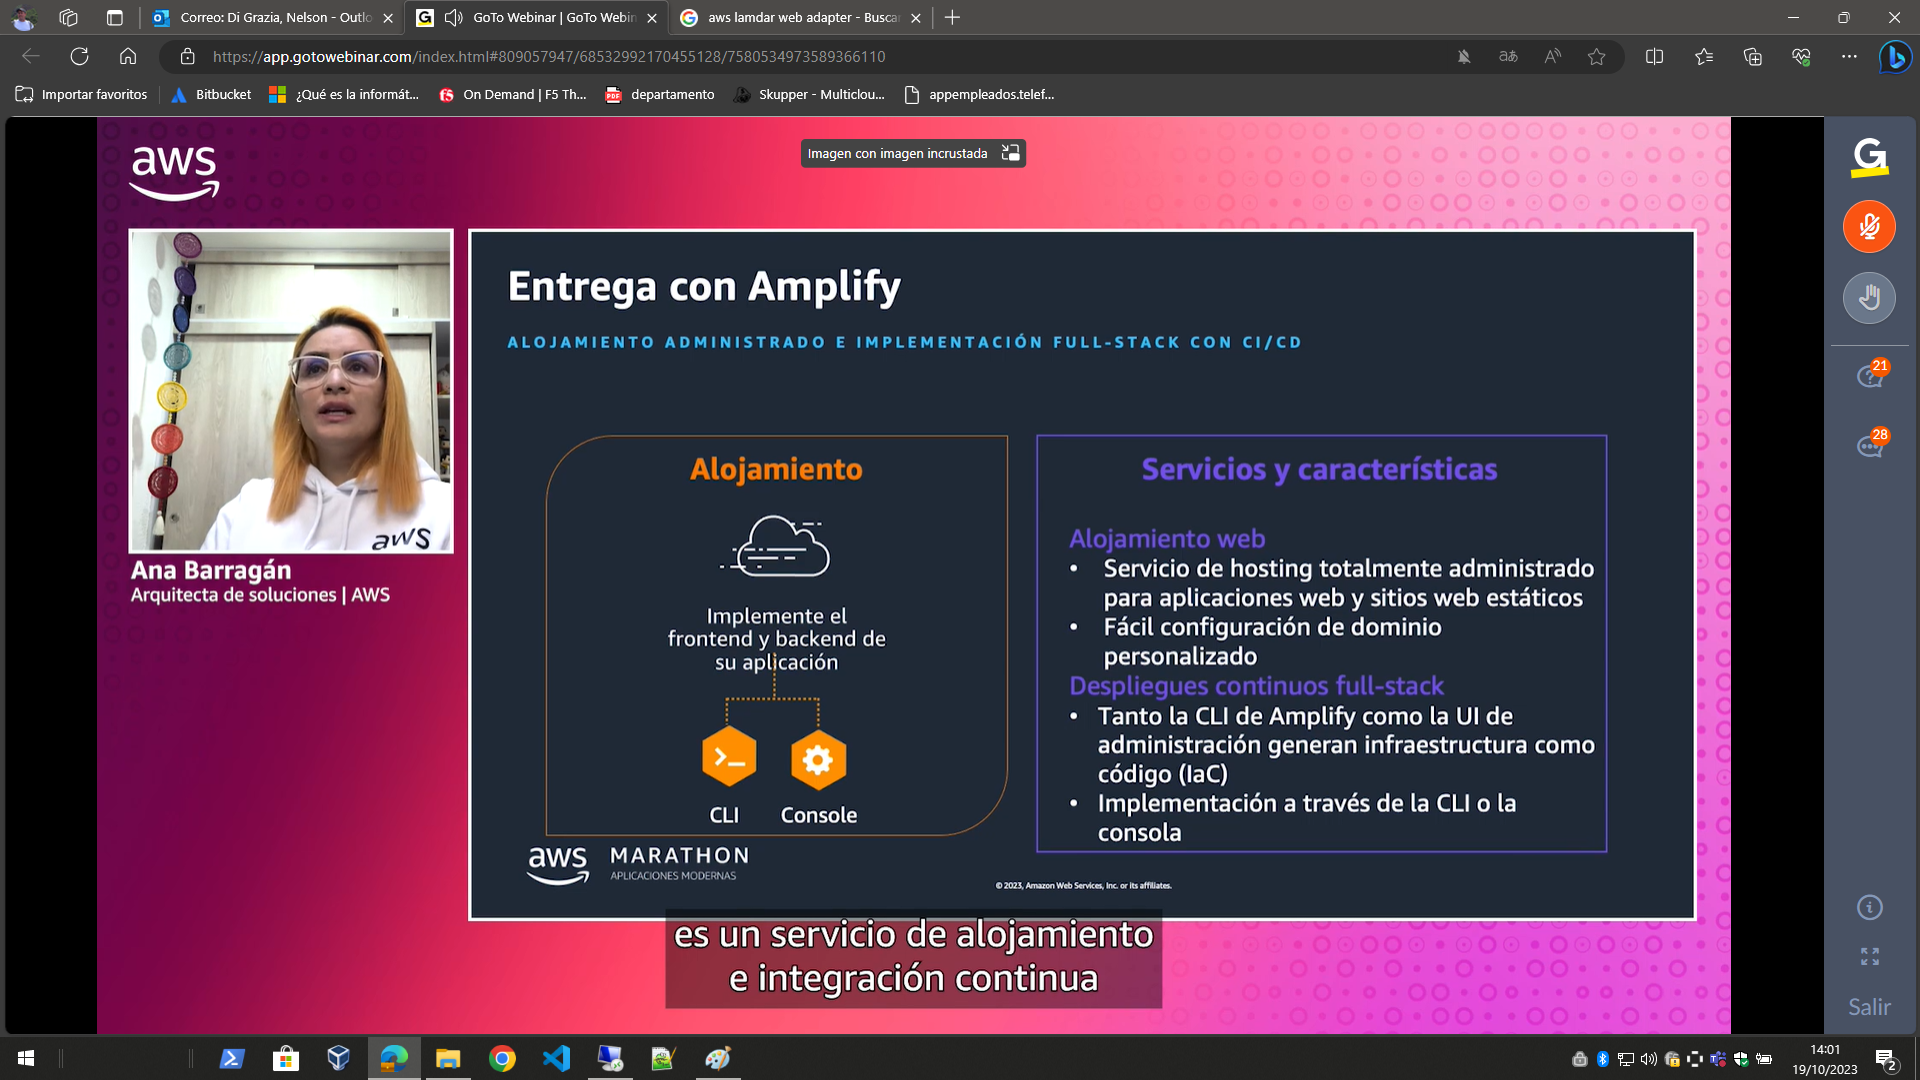 Correo: Di Grazia, Nelson - Outlo
GoTo Webinar | GoTo Webin
aws lamdar web adapter - Busca
https://app.gotowebinar.com/index.html#809057947/68532992170455128/7580534973589366110
Importar favoritos
Bitbucket
¿Qué es la informát...
On Demand | F5 Th...
departamento
Skupper - Multiclou...
appempleados.telef...
aws
Imagen con imagen incrustada
G
Entrega con Amplify
ALOJAMIENTO ADMINISTRADO E IMPLEMENTACIÓN FULL-STACK CON CI/CD
aws
Ana Barragán
Arquitecta de soluciones | AWS
Alojamiento
Implemente el
frontend y backend de
su aplicación
CLI
Console
Servicios y características
Alojamiento web
• Servicio de hosting totalmente administrado
para aplicaciones web y sitios web estáticos
• Fácil configuración de dominio
personalizado
Despliegues continuos full-stack
• Tanto la CLI de Amplify como la UI de
administración generan infraestructura como
código (IaC)
• Implementación a través de la CLI o la
consola
aws MARATHON
APLICACIONES MODERNAS
© 2023, Amazon Web Services, Inc. or its affiliates.
es un servicio de alojamiento
e integración continua
21
28
Salir
14:01
19/10/2023
2